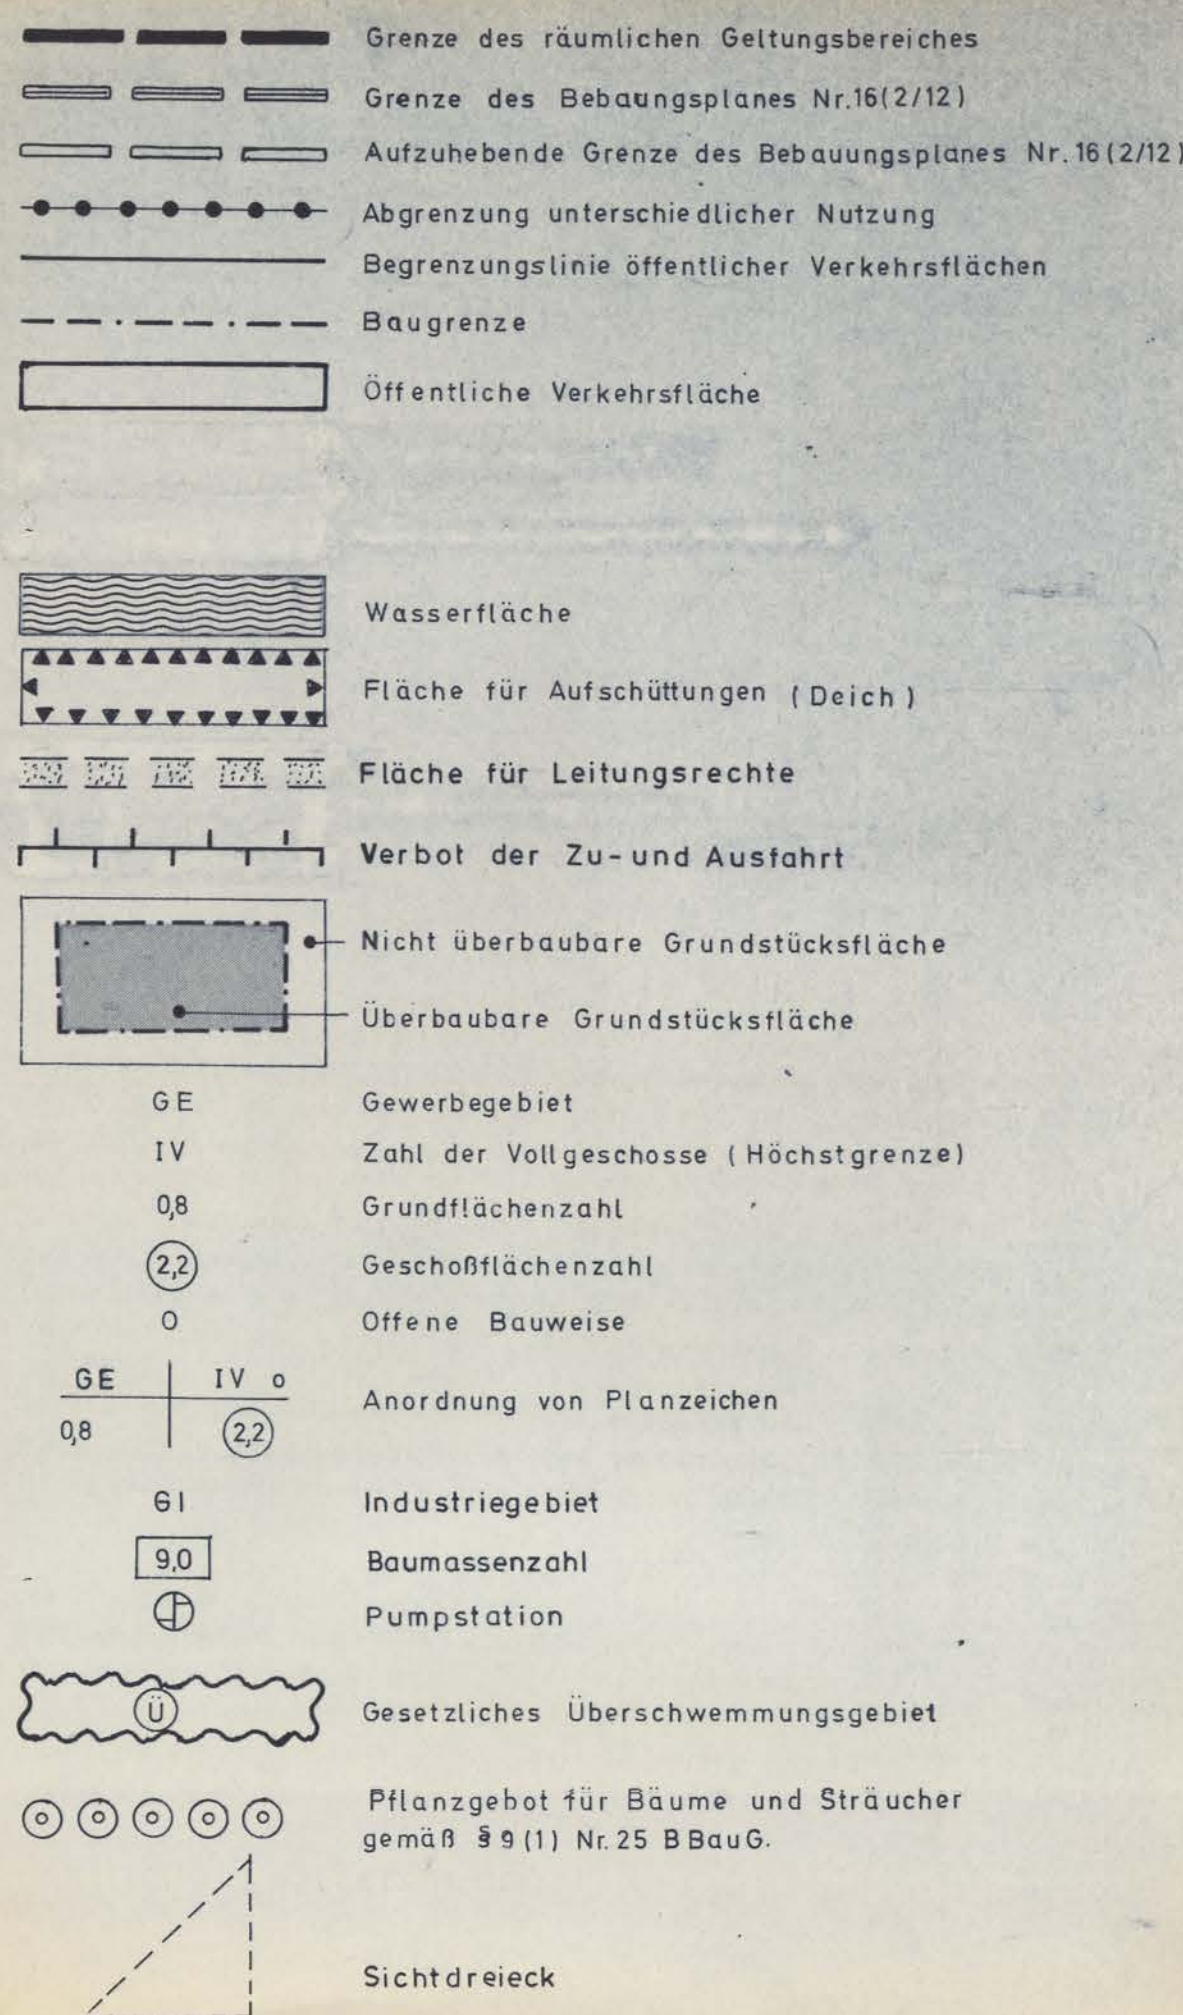 Grenze des räumlichen Geltungsbereiches
Grenze des Bebaungsplanes Nr.16(2/12)
Aufzuhebende Grenze des Bebauungsplanes Nr.16(2/12)
Abgrenzung unterschiedlicher Nutzung
Begrenzungslinie öffentlicher Verkehrsflächen
Baugrenze
Öffentliche Verkehrsfläche
Wasserfläche
Fläche für Aufschüttungen (Deich)
Fläche für Leitungsrechte
Verbot der Zu- und Ausfahrt
Nicht überbaubare Grundstücksfläche
Überbaubare Grundstücksfläche
GE Gewerbegebiet
IV Zahl der Vollgeschosse (Höchstgrenze)
0,8 Grundflächenzahl
2,2 Geschoßflächenzahl
O Offene Bauweise
GE IV o
Anordnung von Planzeichen
0,8 2,2
GI Industriegebiet
9,0 Baumassenzahl
Pumpstation
Ü Gesetzliches Überschwemmungsgebiet
Pflanzgebot für Bäume und Sträucher
gemäß §9(1) Nr.25 BBauG.
Sichtdreieck